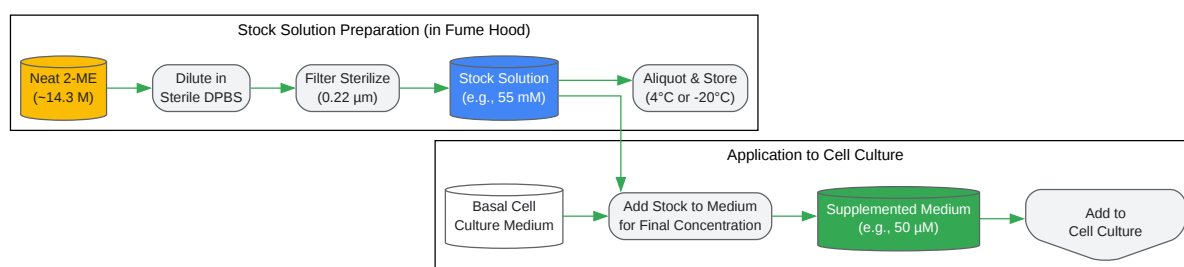 Stock Solution Preparation (in Fume Hood)
Neat 2-ME
(~14.3 M)
Dilute in
Sterile DPBS
Filter Sterilize
(0.22 µm)
Stock Solution
(e.g., 55 mM)
Aliquot & Store
(4°C or -20°C)
Application to Cell Culture
Basal Cell
Culture Medium
Add Stock to Medium
for Final Concentration
Supplemented Medium
(e.g., 50 µM)
Add to
Cell Culture